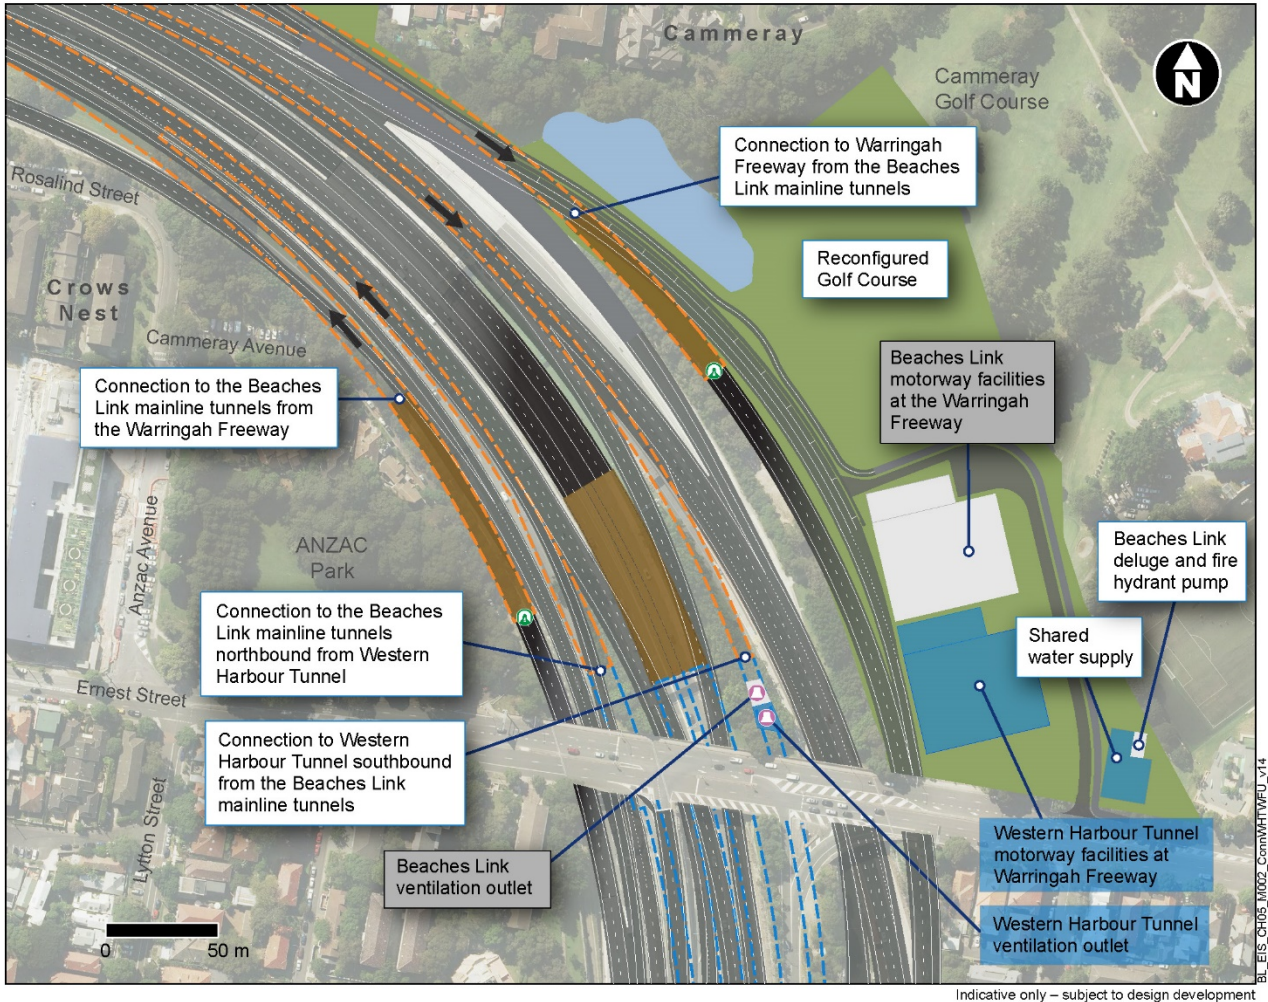 Cammeray
Cammeray
Golf Course
N
Connection to Warringah
Freeway from the Beaches
Link mainline tunnels
Rosalind Street
Reconfigured
Golf Course
Crows
Nest
Cammeray Avenue
Beaches Link
motorway facilities
at the Warringah
Freeway
Connection to the Beaches
Link mainline tunnels from
the Warringah Freeway
Anzac Avenue
ANZAC
Park
Beaches Link
deluge and fire
hydrant pump
Connection to the Beaches
Link mainline tunnels
northbound from Western
Harbour Tunnel
Shared
water supply
Ernest Street
Connection to Western
Harbour Tunnel southbound
from the Beaches Link
mainline tunnels
Lytton Street
Beaches Link
ventilation outlet
Western Harbour Tunnel
motorway facilities at
Warringah Freeway
Western Harbour Tunnel
ventilation outlet
0 50 m
BL_EIS_CH05_M002_ConnWHTWFU_v14
Indicative only – subject to design development